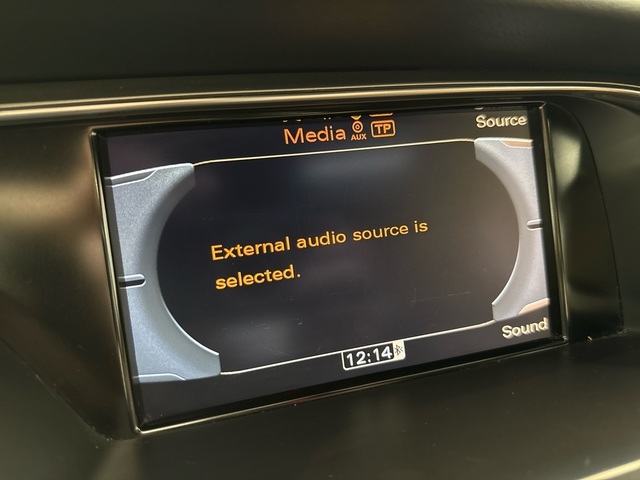 Media AUX TP
Source
External audio source is
selected.
Sound
12:14